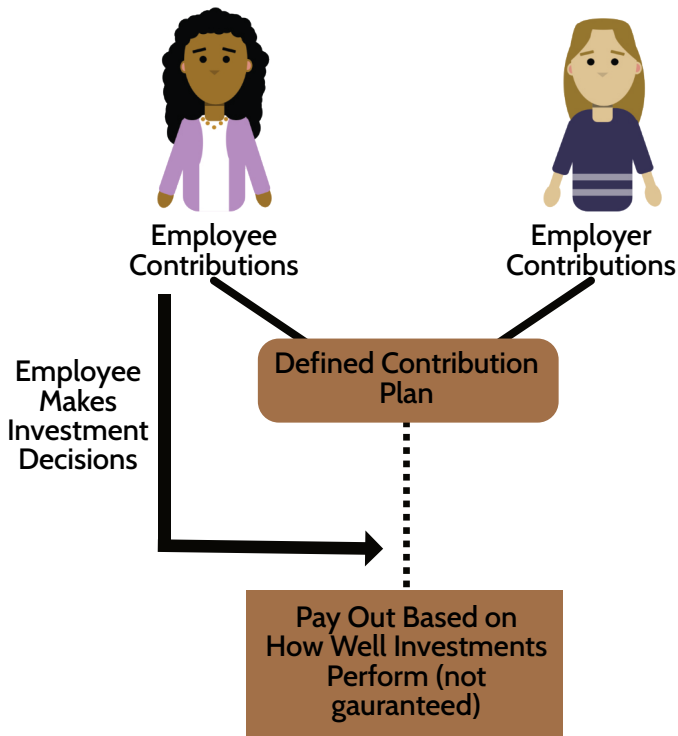 Employee
Contributions
Employer
Contributions
Defined Contribution
Plan
Employee
Makes
Investment
Decisions
Pay Out Based on
How Well Investments
Perform (not
gauranteed)